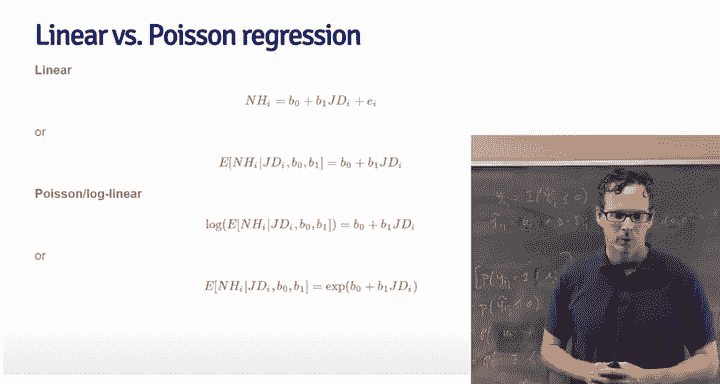 Linear vs. Poisson regression
Linear
NH_i = b_0 + b_1 JD_i + e_i
or
E[NH_i|JD_i, b_0, b_1] = b_0 + b_1 JD_i
Poisson/log-linear
log(E[NH_i|JD_i, b_0, b_1]) = b_0 + b_1 JD_i
or
E[NH_i|JD_i, b_0, b_1] = exp(b_0 + b_1 JD_i)